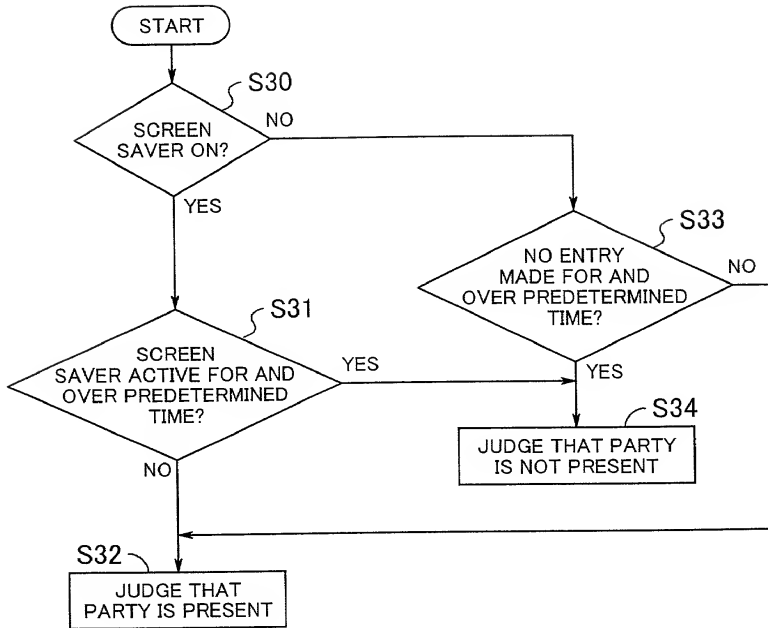 START
S30
SCREEN
SAVER ON?
NO
YES
S33
NO ENTRY
MADE FOR AND
OVER PREDETERMINED
TIME?
NO
YES
S31
SCREEN
SAVER ACTIVE FOR AND
OVER PREDETERMINED
TIME?
YES
NO
S34
JUDGE THAT PARTY
IS NOT PRESENT
S32
JUDGE THAT
PARTY IS PRESENT